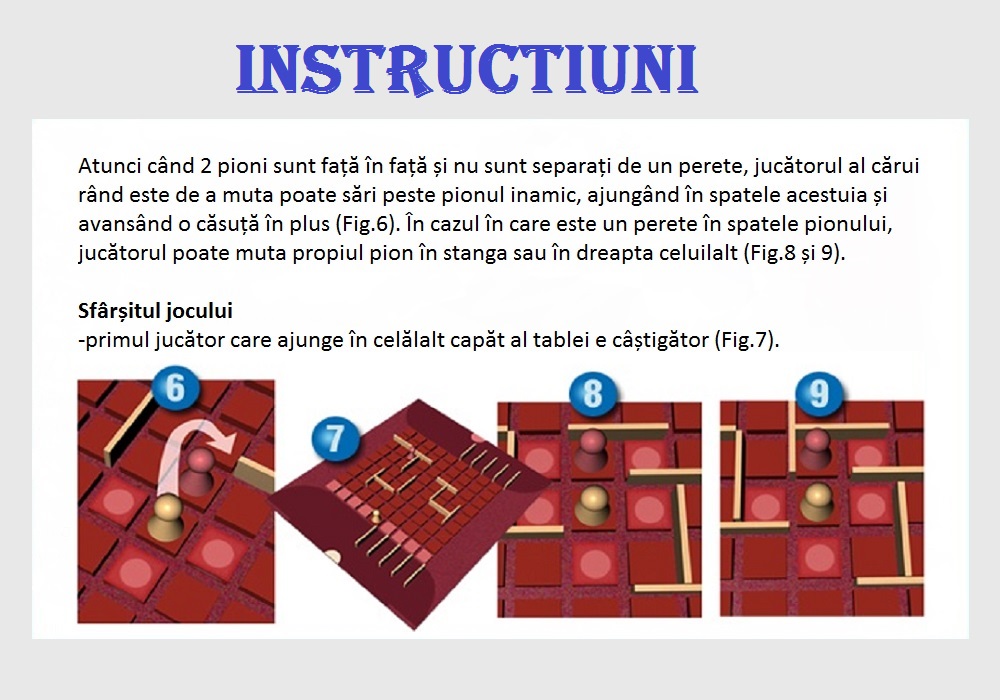 INSTRUCTIUNI
Atunci când 2 pioni sunt față în față și nu sunt separați de un perete, jucătorul al cărui
rând este de a muta poate sări peste pionul inamic, ajungând în spatele acestuia și
avansând o căsuță în plus (Fig.6). În cazul în care este un perete în spatele pionului,
jucătorul poate muta propiul pion în stanga sau în dreapta celuilalt (Fig.8 și 9).
Sfârșitul jocului
-primul jucător care ajunge în celălalt capăt al tablei e câștigător (Fig.7).
6
7
8
9